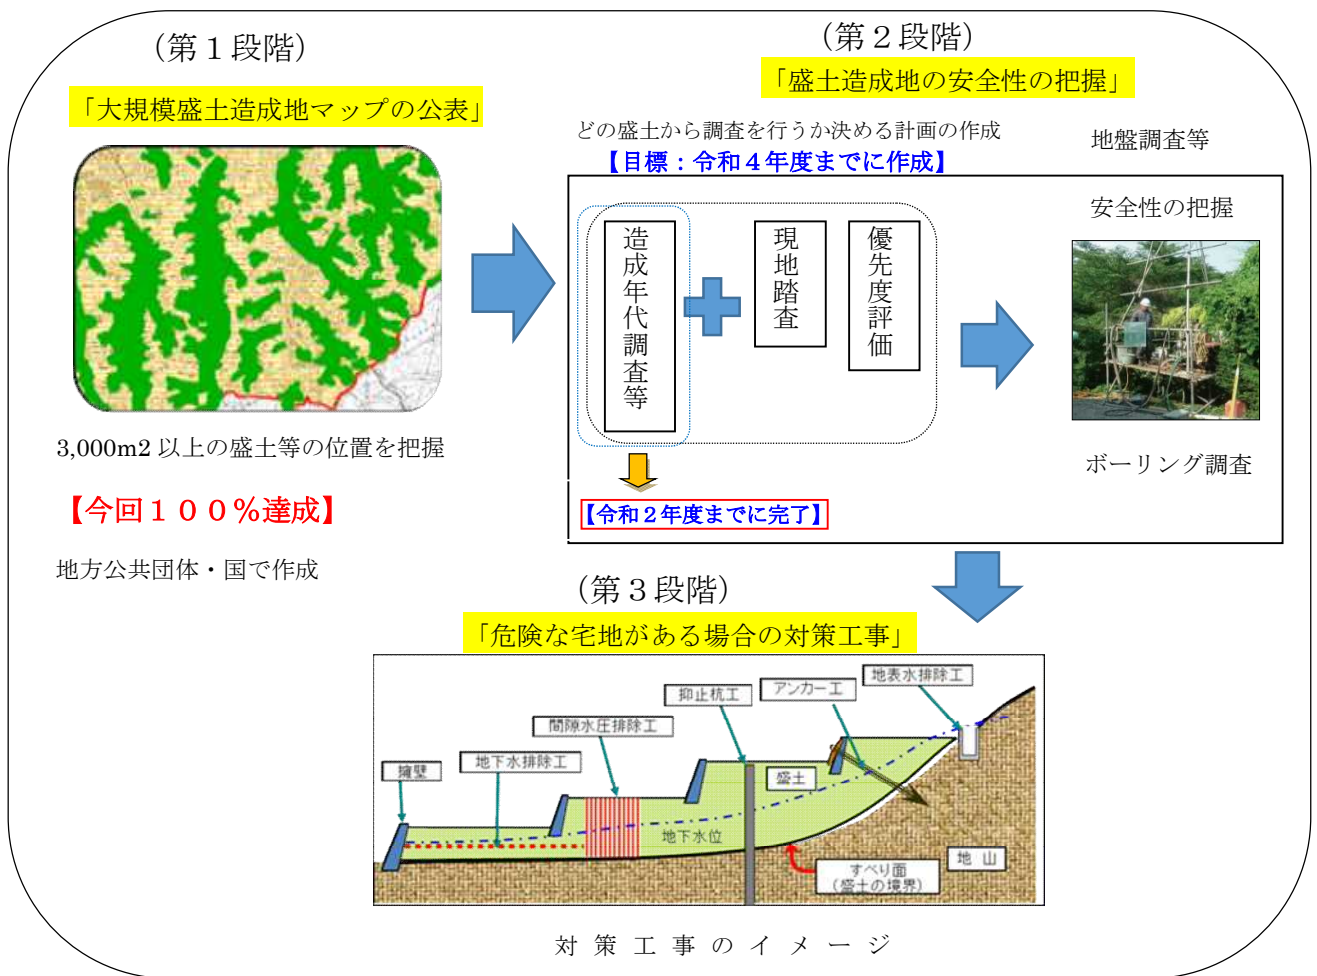 （第１段階）
「大規模盛土造成地マップの公表」
3,000m2 以上の盛土等の位置を把握
【今回１００％達成】
地方公共団体・国で作成
（第２段階）
「盛土造成地の安全性の把握」
どの盛土から調査を行うか決める計画の作成
【目標：令和４年度までに作成】
造成年代調査等
現地踏査
優先度評価
【令和２年度までに完了】
地盤調査等
安全性の把握
ボーリング調査
（第３段階）
「危険な宅地がある場合の対策工事」
擁壁
地下水排除工
間隙水圧排除工
抑止杭工
アンカー工
地表水排除工
盛土
地下水位
すべり面
（盛土の境界）
地山
対策工事のイメージ